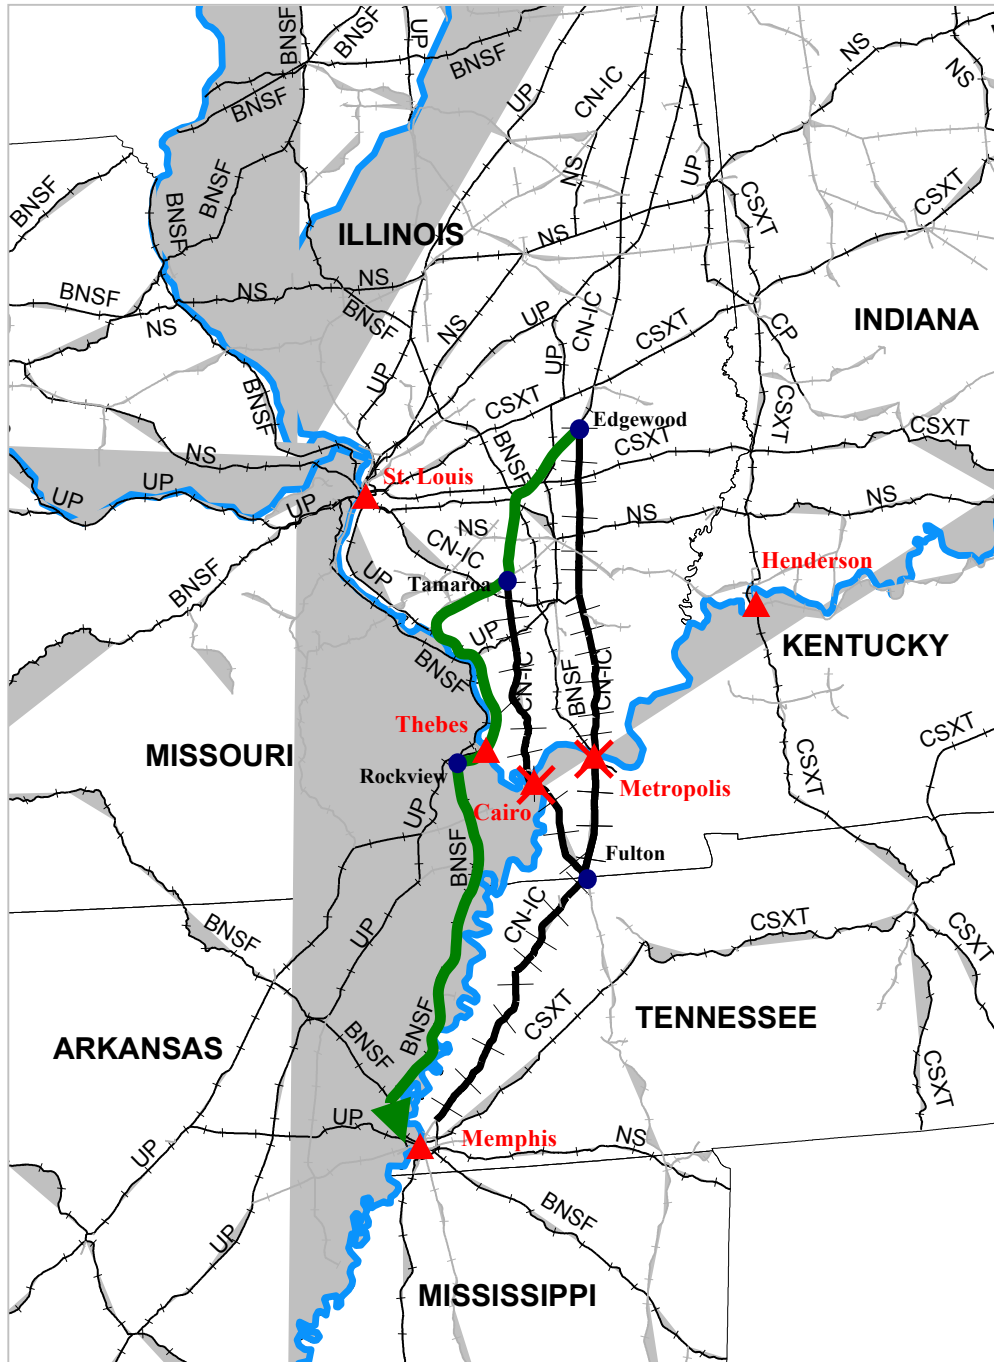 BNSF
BNSF
UP
BNSF
NS
NS
BNSF
UP
CN-IC
BNSF
BNSF
BNSF
NS
UP
CSXT
CSXT
ILLINOIS
NS
BNSF
NS
NS
BNSF
NS
UP
CN-IC
CSXT
CP
INDIANA
UP
UP
BNSF
CSXT
Edgewood
CSXT
CSXT
CSXT
NS
BNSF
St. Louis
UP
UP
UP
NS
NS
NS
CN-IC
BNSF
UP
Tamaroa
Henderson
UP
BNSF
CN-IC
BNSF
CN-IC
KENTUCKY
Thebes
MISSOURI
Rockview
CSXT
CSXT
Metropolis
Cairo
UP
BNSF
Fulton
BNSF
UP
CN-IC
CSXT
CSXT
TENNESSEE
CSXT
ARKANSAS
BNSF
BNSF
CSXT
UP
UP
Memphis
NS
UP
BNSF
MISSISSIPPI